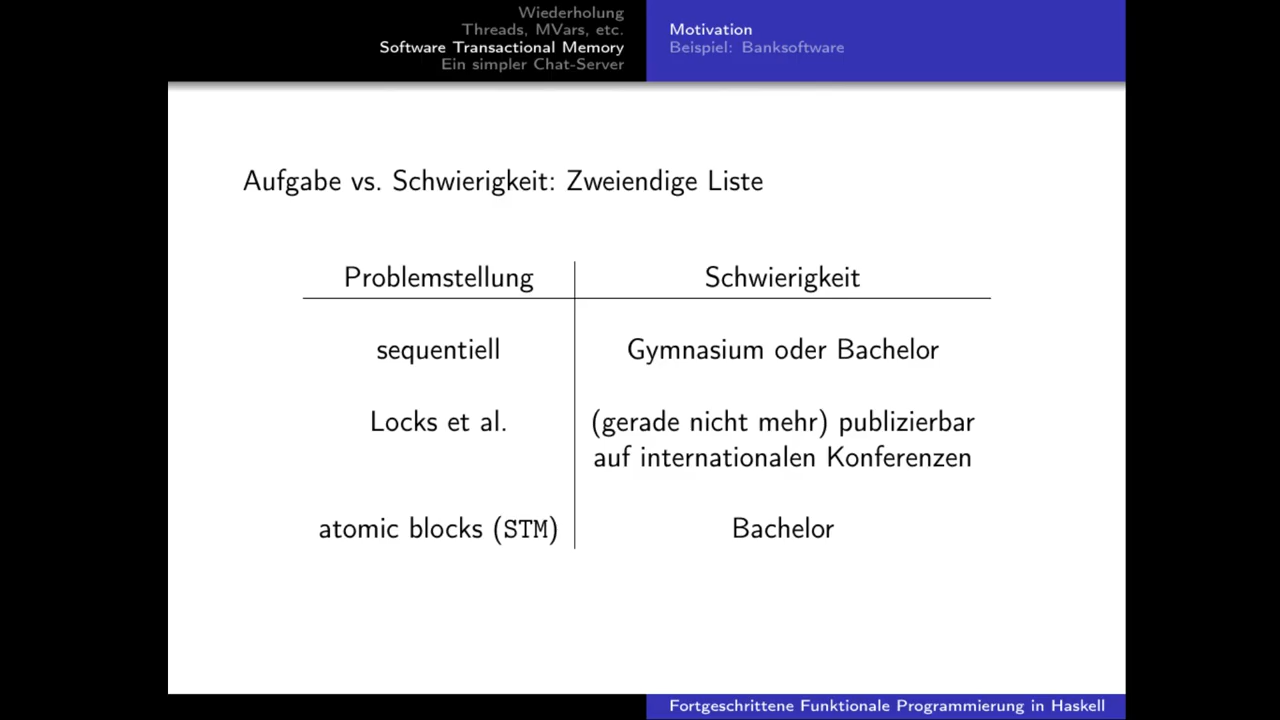 Wiederholung
Threads, MVars, etc.
Software Transactional Memory
Ein simpler Chat-Server
Motivation
Beispiel: Banksoftware
Aufgabe vs. Schwierigkeit: Zweiendige Liste
Problemstellung Schwierigkeit
sequentiell Gymnasium oder Bachelor
Locks et al. (gerade nicht mehr) publizierbar
auf internationalen Konferenzen
atomic blocks (STM) Bachelor
Fortgeschrittene Funktionale Programmierung in Haskell